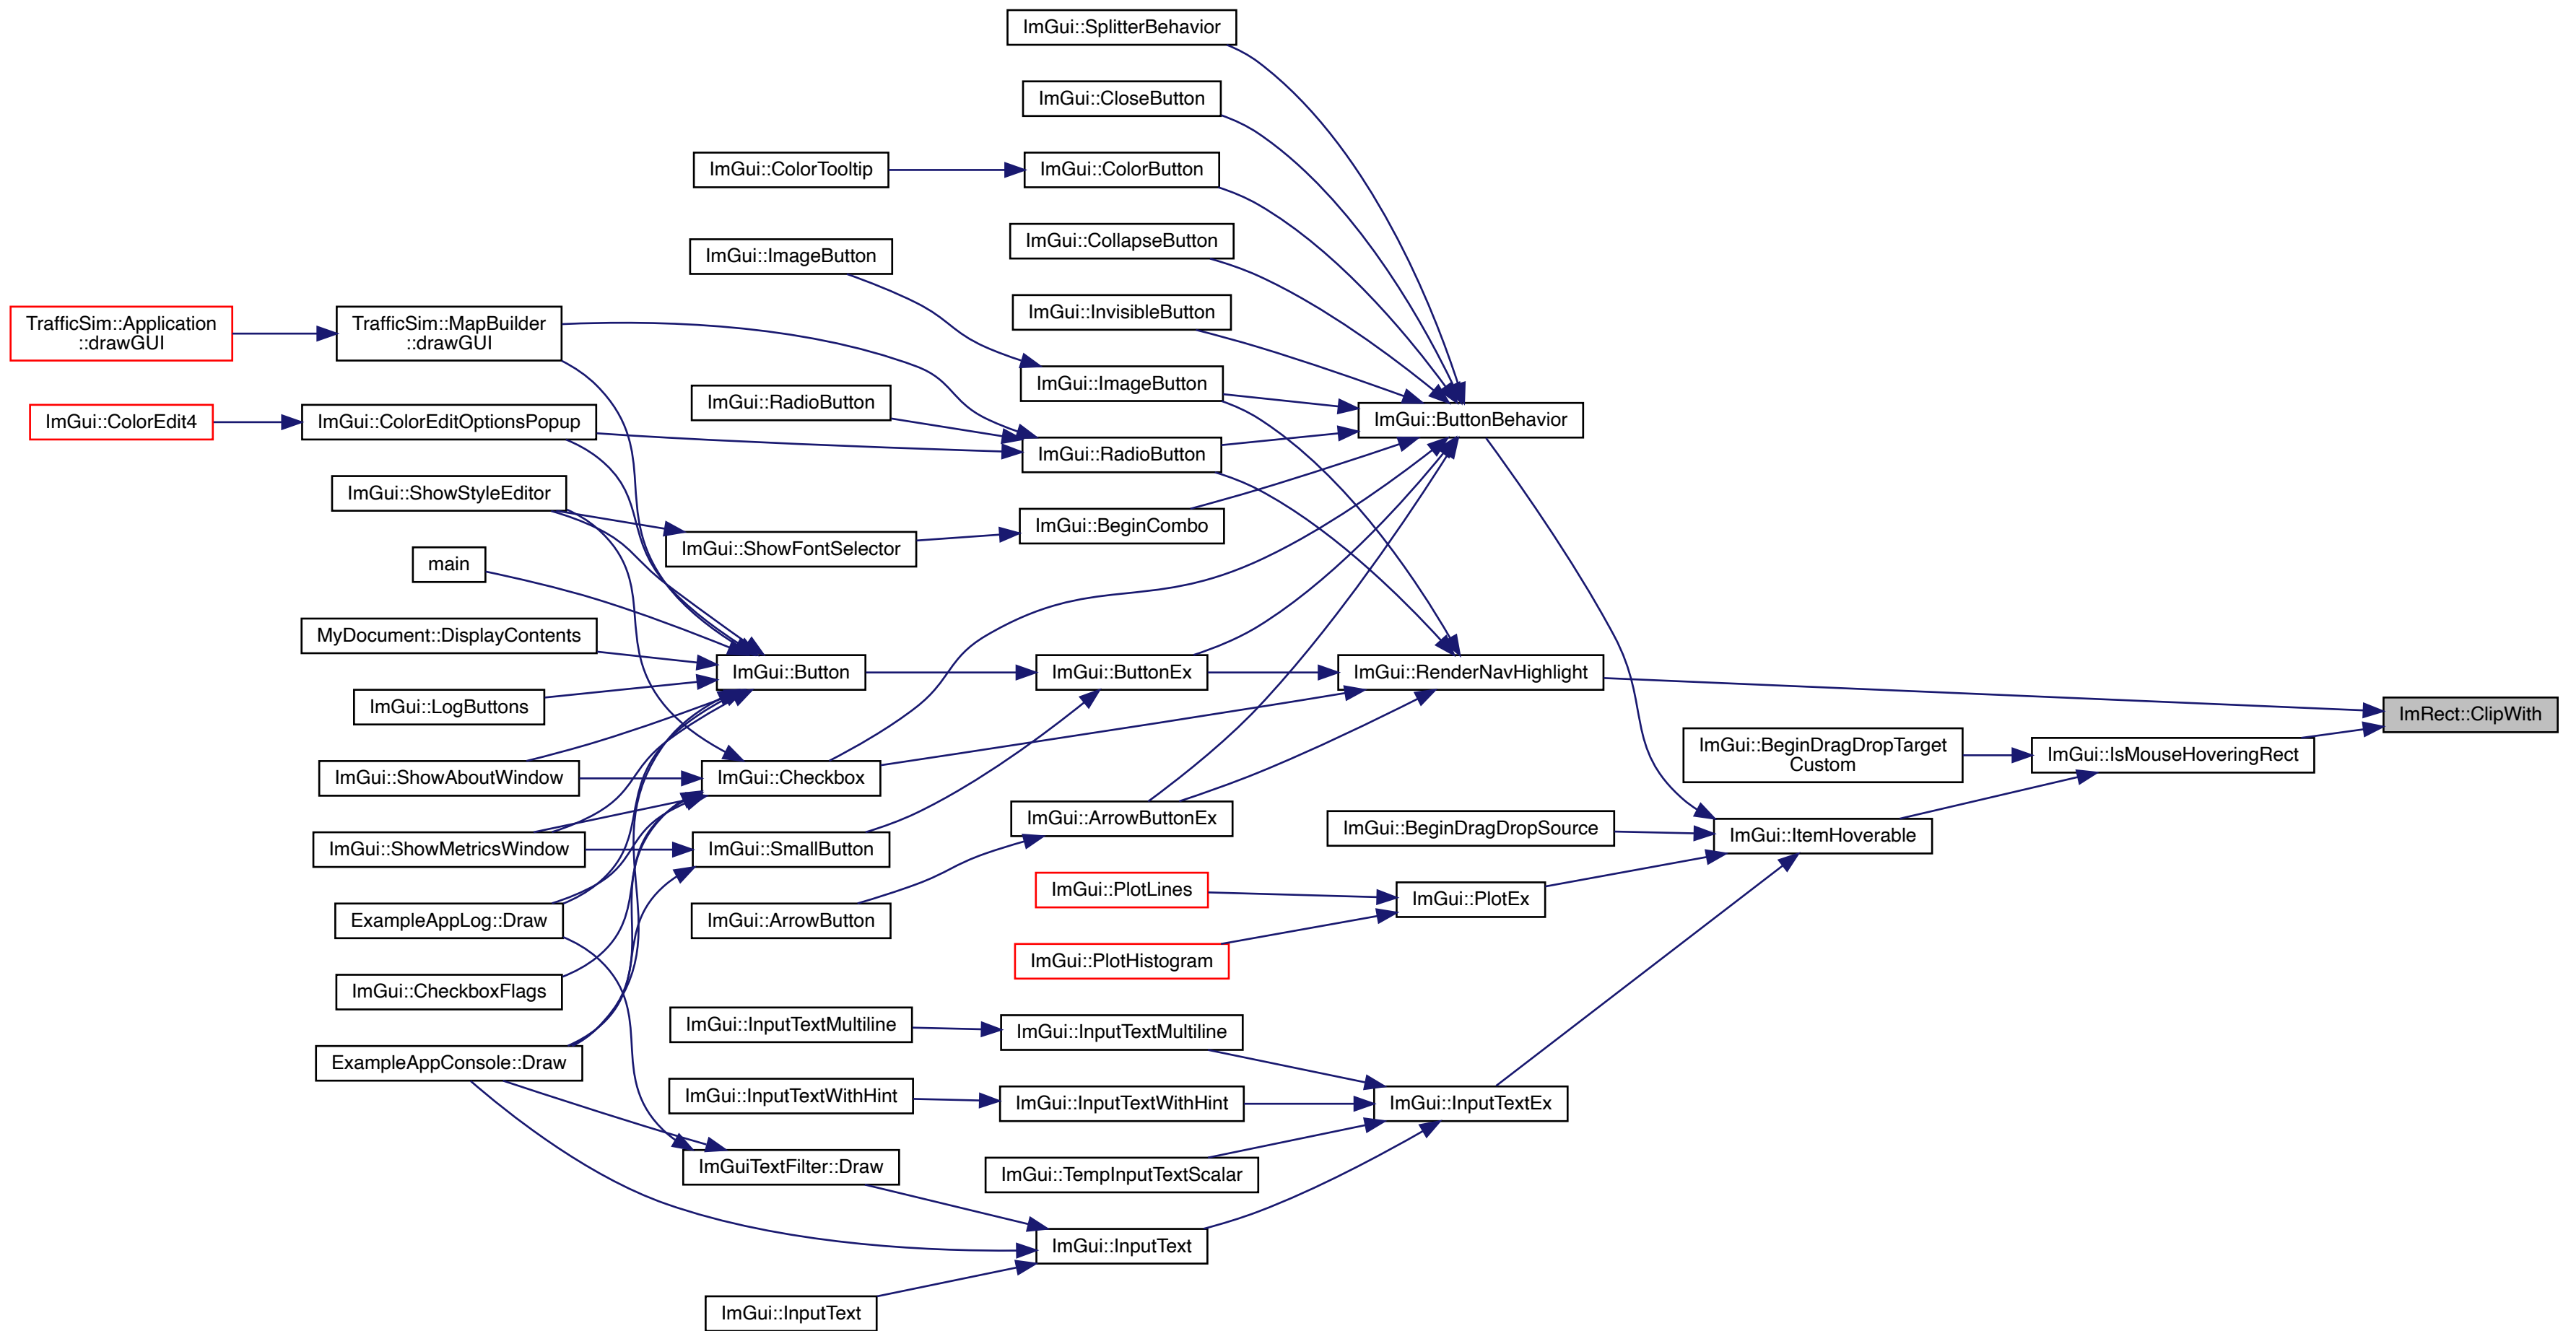 ImGui::SplitterBehavior
ImGui::CloseButton
ImGui::ColorTooltip
ImGui::ColorButton
ImGui::CollapseButton
ImGui::ImageButton
ImGui::InvisibleButton
TrafficSim::Application
::drawGUI
TrafficSim::MapBuilder
::drawGUI
ImGui::ImageButton
ImGui::RadioButton
ImGui::ButtonBehavior
ImGui::ColorEdit4
ImGui::ColorEditOptionsPopup
ImGui::RadioButton
ImGui::ShowStyleEditor
ImGui::BeginCombo
ImGui::ShowFontSelector
main
MyDocument::DisplayContents
ImGui::Button
ImGui::ButtonEx
ImGui::RenderNavHighlight
ImGui::LogButtons
ImRect::ClipWith
ImGui::BeginDragDropTarget
Custom
ImGui::IsMouseHoveringRect
ImGui::ShowAboutWindow
ImGui::Checkbox
ImGui::ArrowButtonEx
ImGui::BeginDragDropSource
ImGui::ItemHoverable
ImGui::ShowMetricsWindow
ImGui::SmallButton
ImGui::PlotLines
ImGui::PlotEx
ExampleAppLog::Draw
ImGui::ArrowButton
ImGui::PlotHistogram
ImGui::CheckboxFlags
ImGui::InputTextMultiline
ImGui::InputTextMultiline
ExampleAppConsole::Draw
ImGui::InputTextWithHint
ImGui::InputTextWithHint
ImGui::InputTextEx
ImGuiTextFilter::Draw
ImGui::TempInputTextScalar
ImGui::InputText
ImGui::InputText